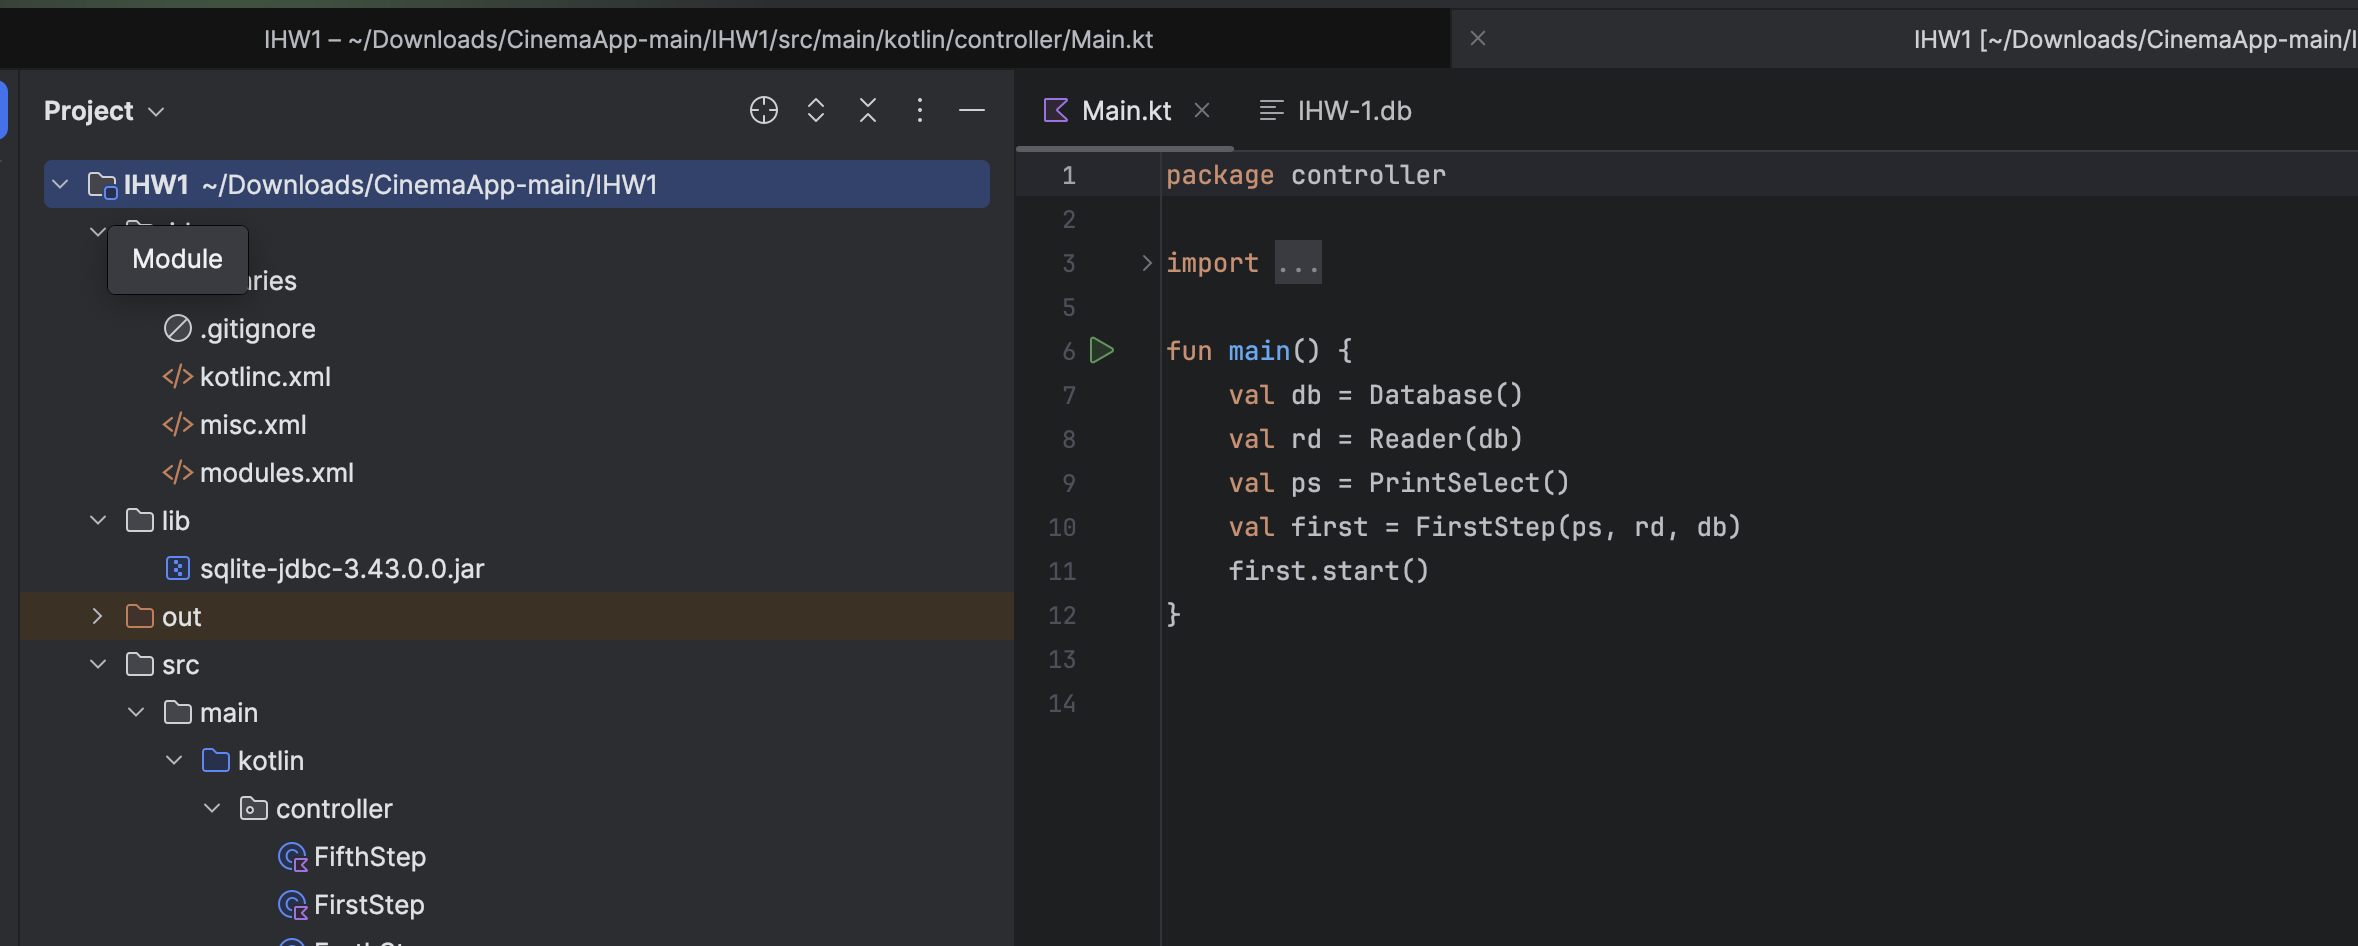 IHW1 – ~/Downloads/CinemaApp-main/IHW1/src/main/kotlin/controller/Main.kt
IHW1 [~/Downloads/CinemaApp-main/I
Project
IHW1 ~/Downloads/CinemaApp-main/IHW1
Module
.gitignore
kotlinc.xml
misc.xml
modules.xml
lib
sqlite-jdbc-3.43.0.0.jar
out
src
main
kotlin
controller
FifthStep
FirstStep
Main.kt
IHW-1.db
1 package controller
2
3 import ...
5
6 fun main() {
7 val db = Database()
8 val rd = Reader(db)
9 val ps = PrintSelect()
10 val first = FirstStep(ps, rd, db)
11 first.start()
12 }
13
14